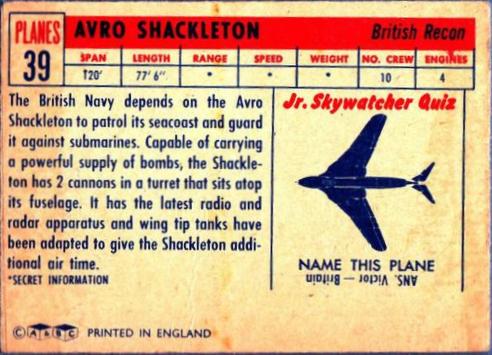 PLANES
39
AVRO SHACKLETON
British Recon
SPAN LENGTH RANGE SPEED WEIGHT NO. CREW ENGINES
120' 77' 6" * * * 10 4
The British Navy depends on the Avro
Shackleton to patrol its seacoast and guard
it against submarines. Capable of carrying
a powerful supply of bombs, the Shackle-
ton has 2 cannons in a turret that sits atop
its fuselage. It has the latest radio and
radar apparatus and wing tip tanks have
been adapted to give the Shackleton addi-
tional air time.
*SECRET INFORMATION
Jr. Skywatcher Quiz
NAME THIS PLANE
ANS. Victor — Britain
© A & B C PRINTED IN ENGLAND